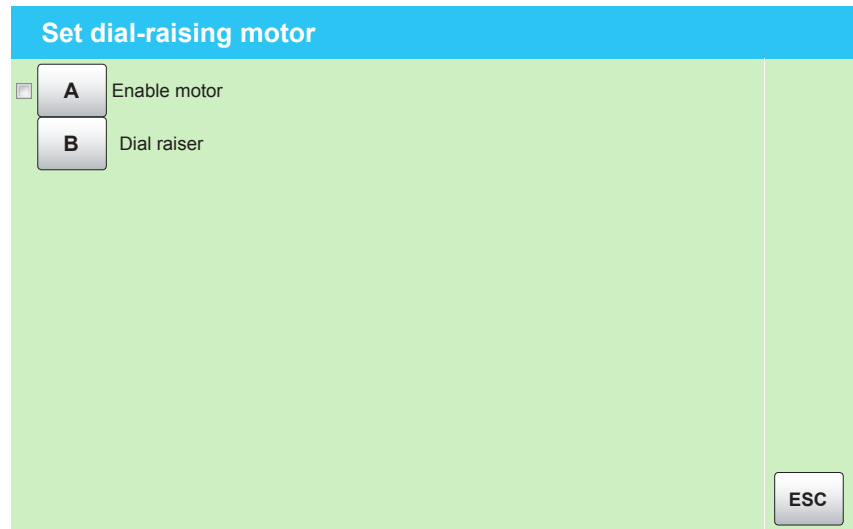 Set dial-raising motor
A Enable motor
B Dial raiser
ESC